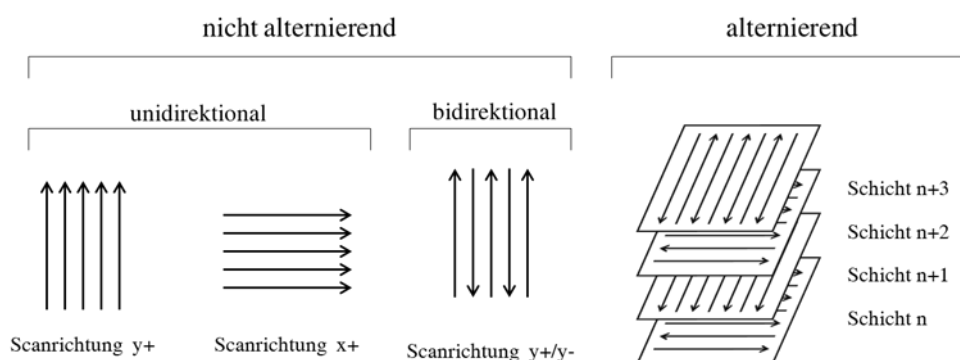 nicht alternierend
alternierend
unidirektional
bidirektional
Schicht n+3
Schicht n+2
Schicht n+1
Schicht n
Scanrichtung y+
Scanrichtung x+
Scanrichtung y+/y-